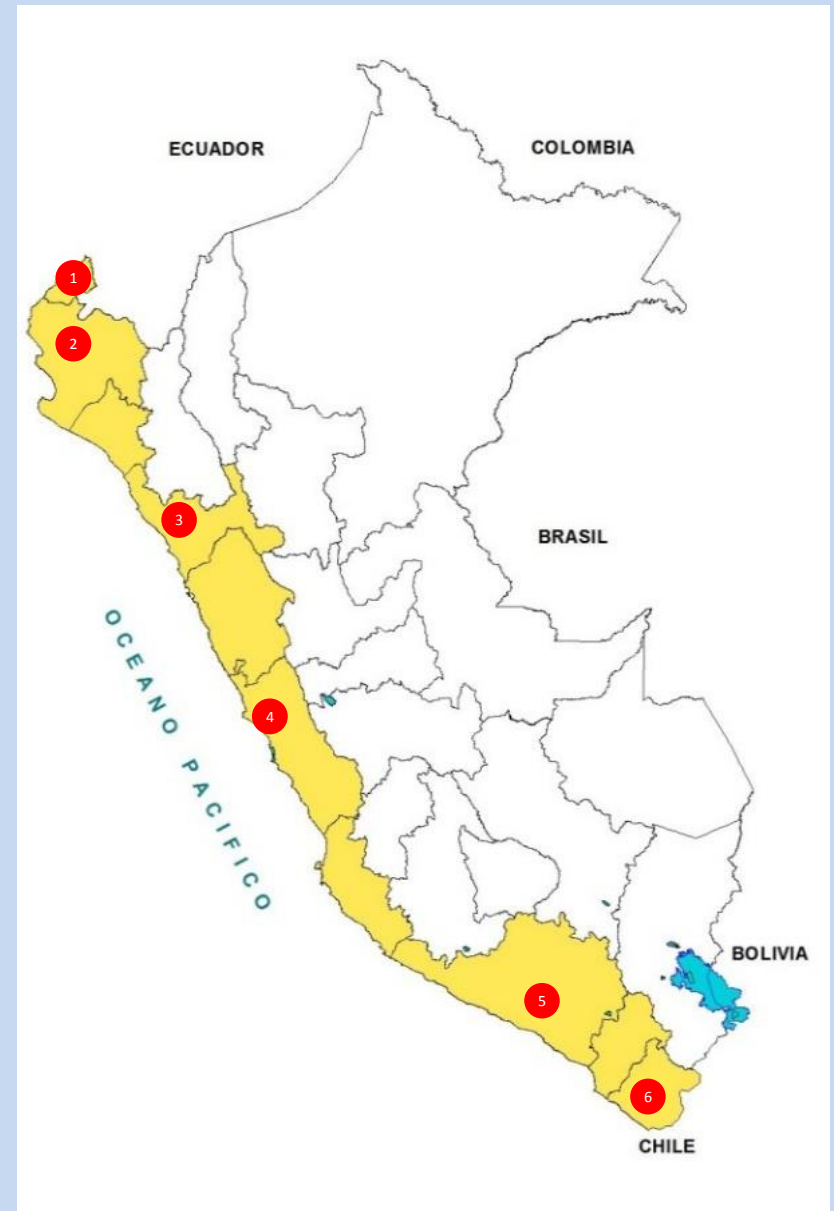 ECUADOR
COLOMBIA
1
2
3
BRASIL
OCEANO PACIFICO
4
BOLIVIA
5
6
CHILE